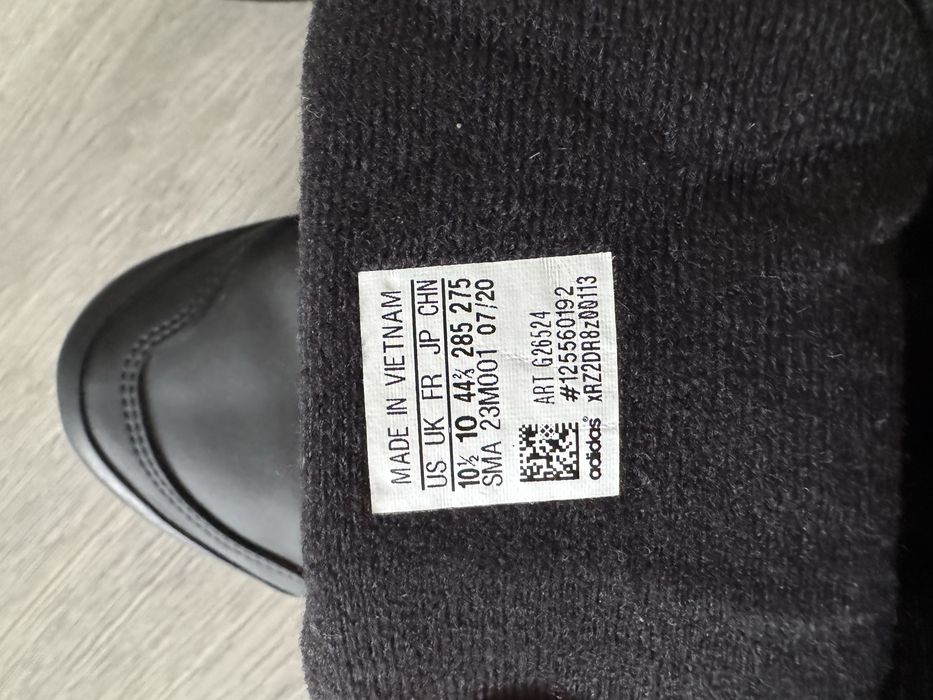 MADE IN VIETNAM
US UK FR JP CHN
10½ 10 44⅔ 285 275
SMA 23M001 07/20
ART G26524
#125560192
adidas® xRZ2DR8z00113